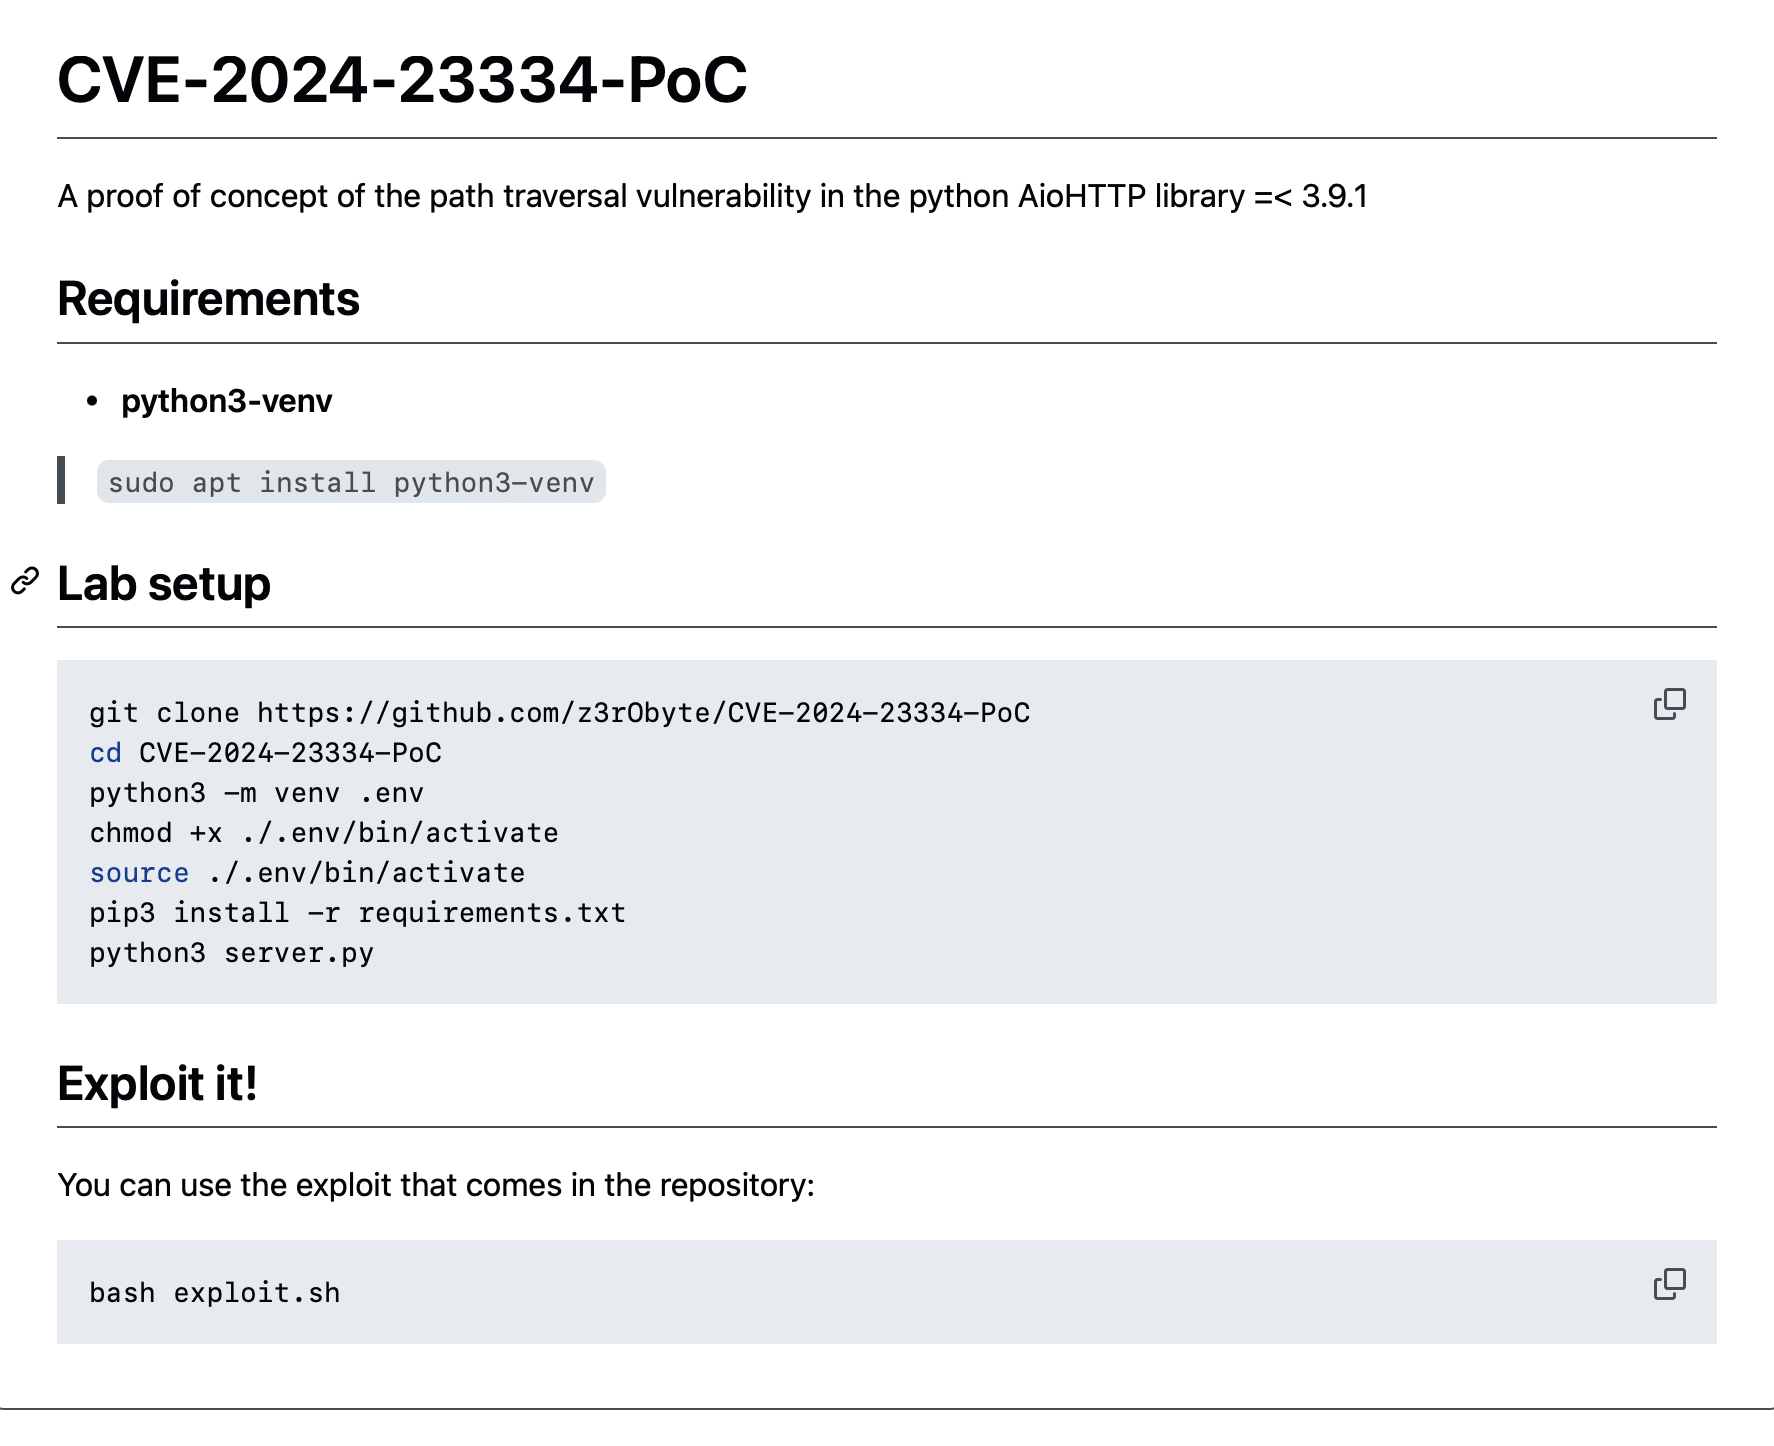 CVE-2024-23334-PoC
A proof of concept of the path traversal vulnerability in the python AioHTTP library =< 3.9.1
Requirements
• python3-venv
sudo apt install python3-venv
Lab setup
git clone https://github.com/z3rObyte/CVE-2024-23334-PoC
cd CVE-2024-23334-PoC
python3 -m venv .env
chmod +x ./.env/bin/activate
source ./.env/bin/activate
pip3 install -r requirements.txt
python3 server.py
Exploit it!
You can use the exploit that comes in the repository:
bash exploit.sh